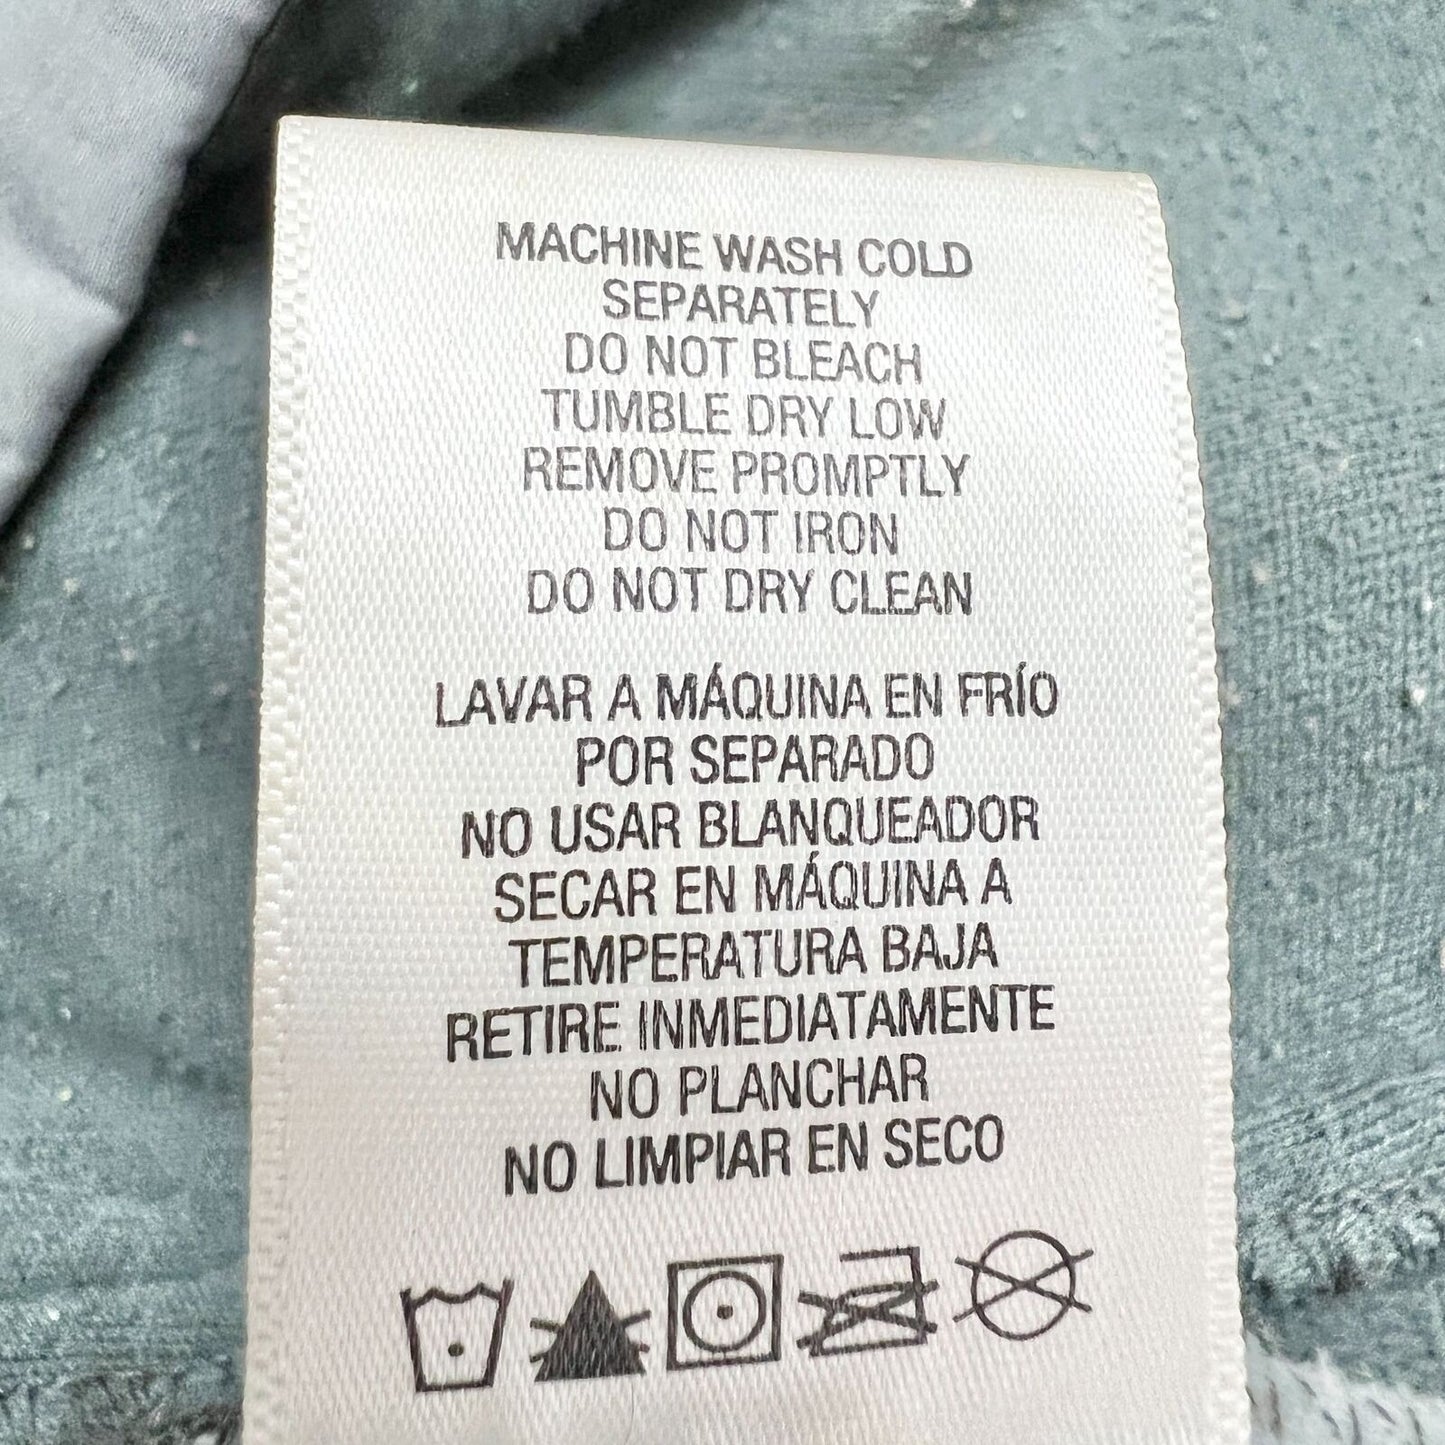 MACHINE WASH COLD
SEPARATELY
DO NOT BLEACH
TUMBLE DRY LOW
REMOVE PROMPTLY
DO NOT IRON
DO NOT DRY CLEAN
LAVAR A MÁQUINA EN FRÍO
POR SEPARADO
NO USAR BLANQUEADOR
SECAR EN MÁQUINA A
TEMPERATURA BAJA
RETIRE INMEDIATAMENTE
NO PLANCHAR
NO LIMPIAR EN SECO